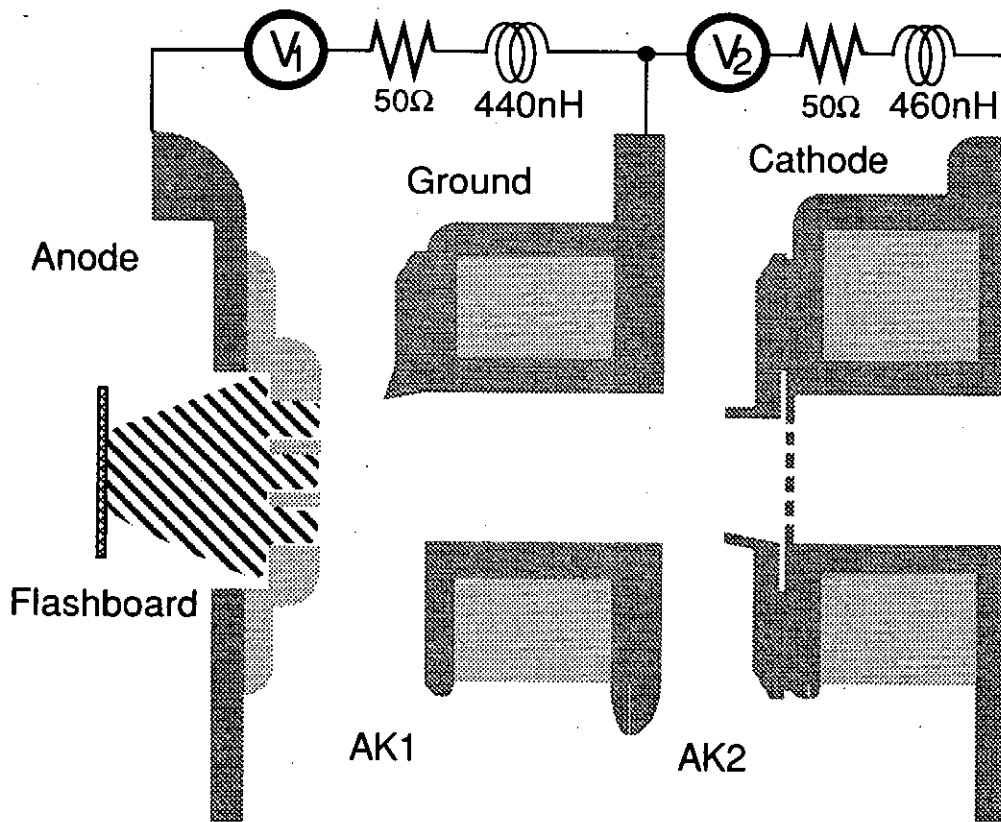 V1
V2
50Ω
440nH
50Ω
460nH
Cathode
Ground
Anode
Flashboard
AK1
AK2